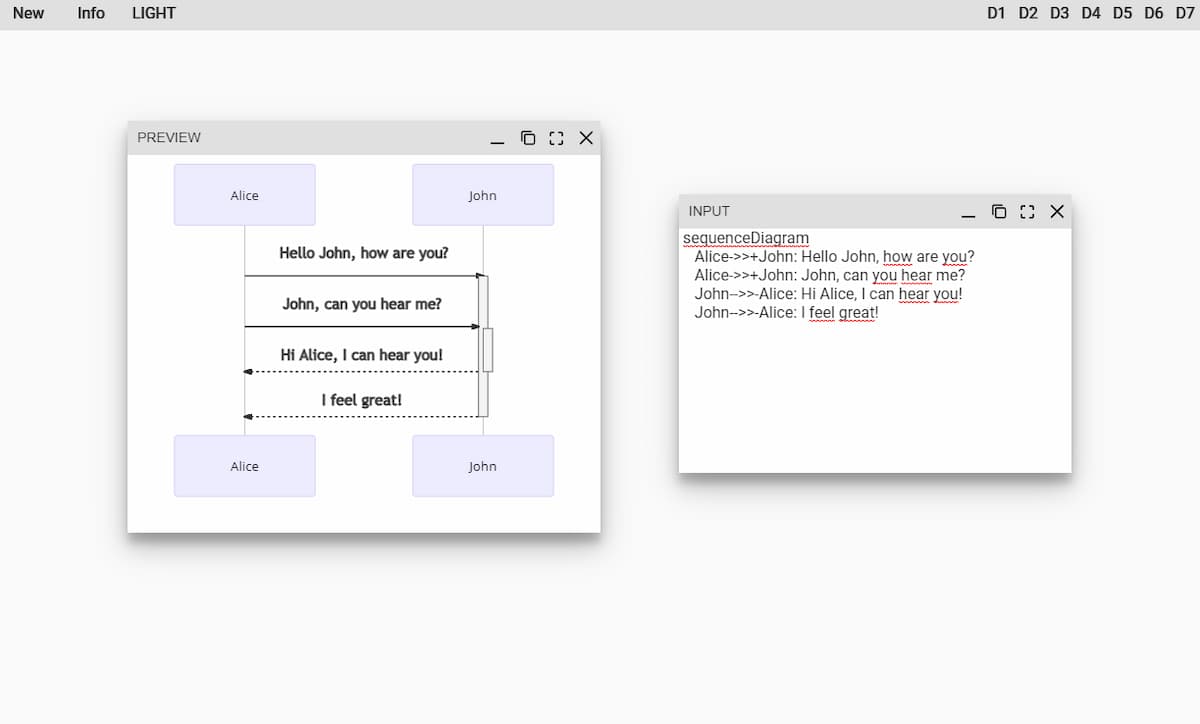 New Info LIGHT D1 D2 D3 D4 D5 D6 D7
PREVIEW
Alice John
Hello John, how are you?
John, can you hear me?
Hi Alice, I can hear you!
I feel great!
Alice John
INPUT
sequenceDiagram
Alice->>+John: Hello John, how are you?
Alice->>+John: John, can you hear me?
John-->>-Alice: Hi Alice, I can hear you!
John-->>-Alice: I feel great!